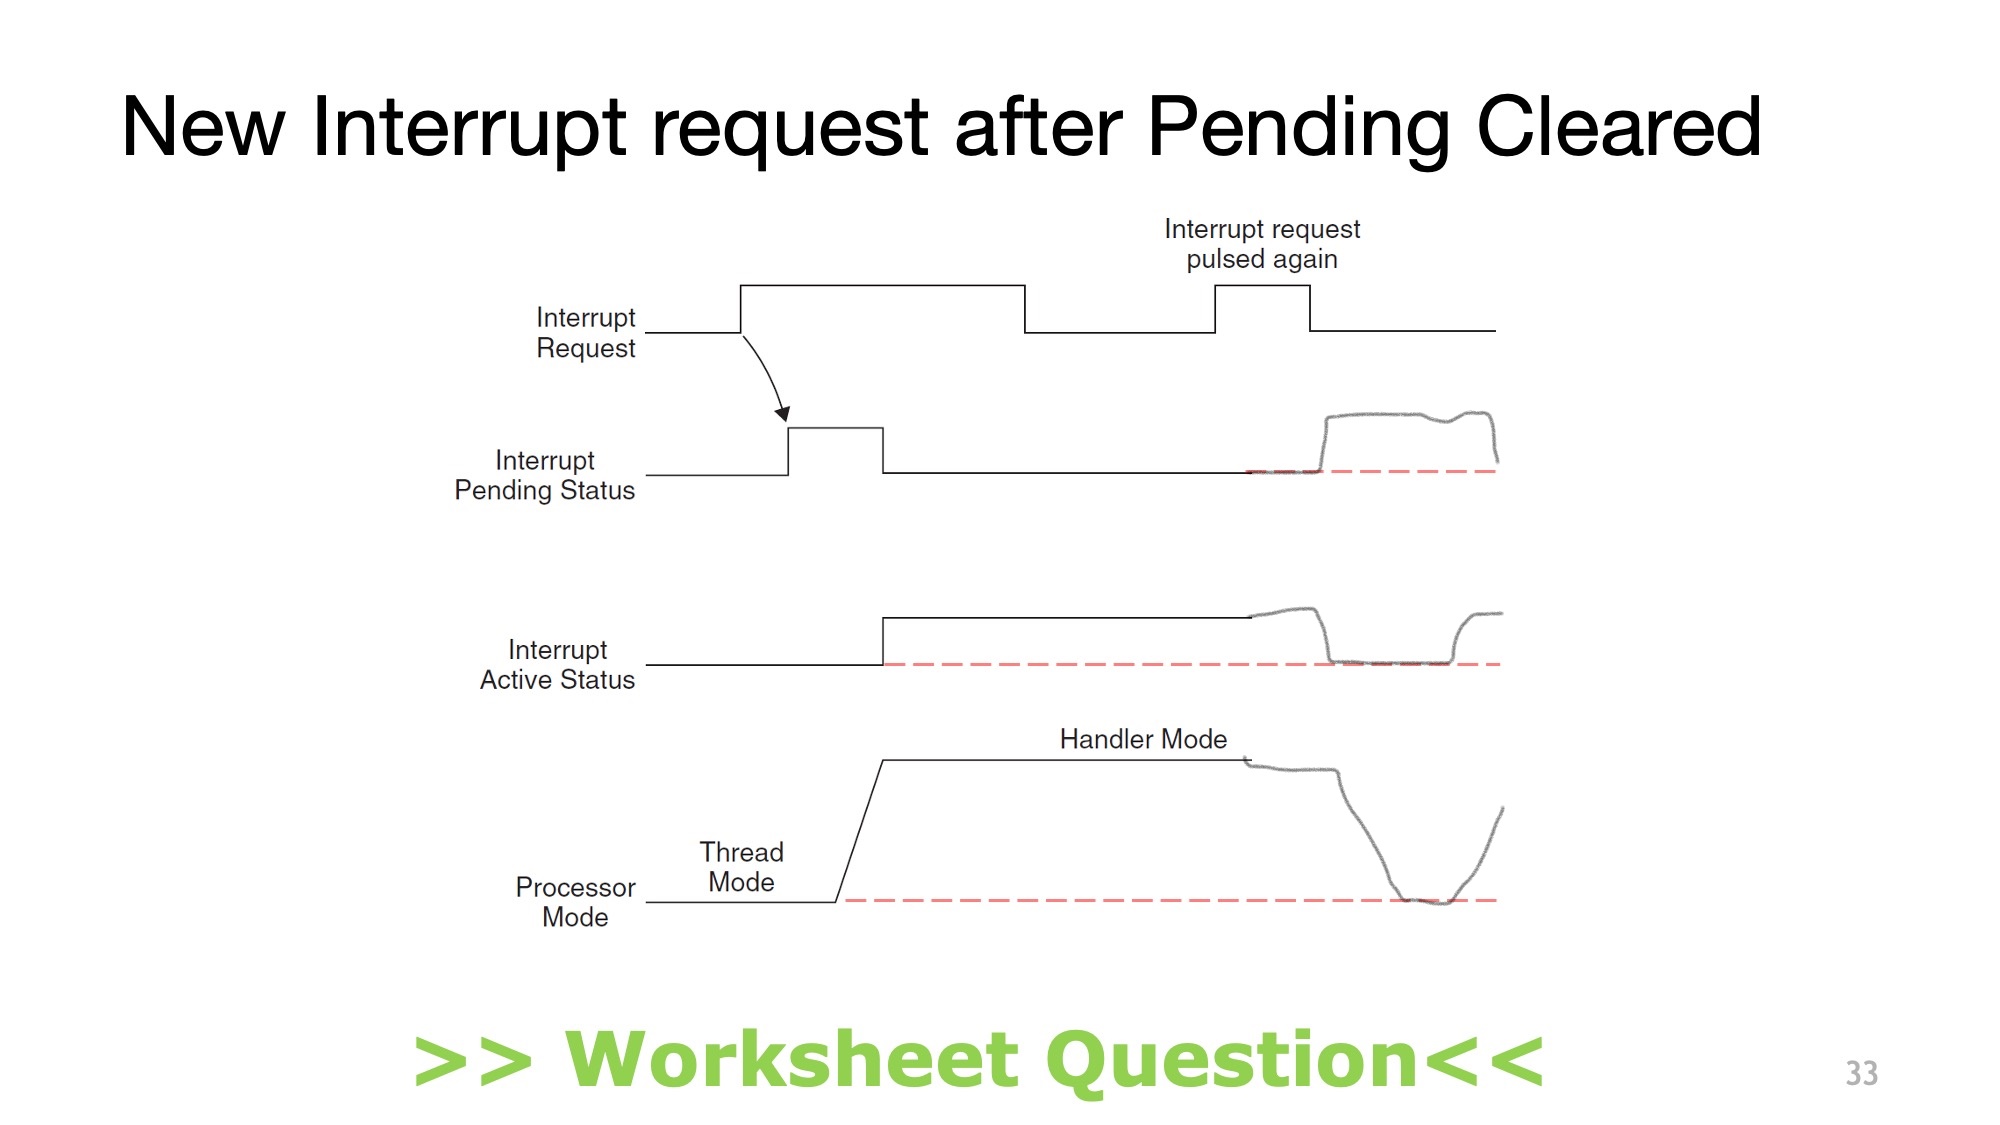 New Interrupt request after Pending Cleared
Interrupt request
pulsed again
Interrupt
Request
Interrupt
Pending Status
Interrupt
Active Status
Handler Mode
Thread
Mode
Processor
Mode
>> Worksheet Question<<
33